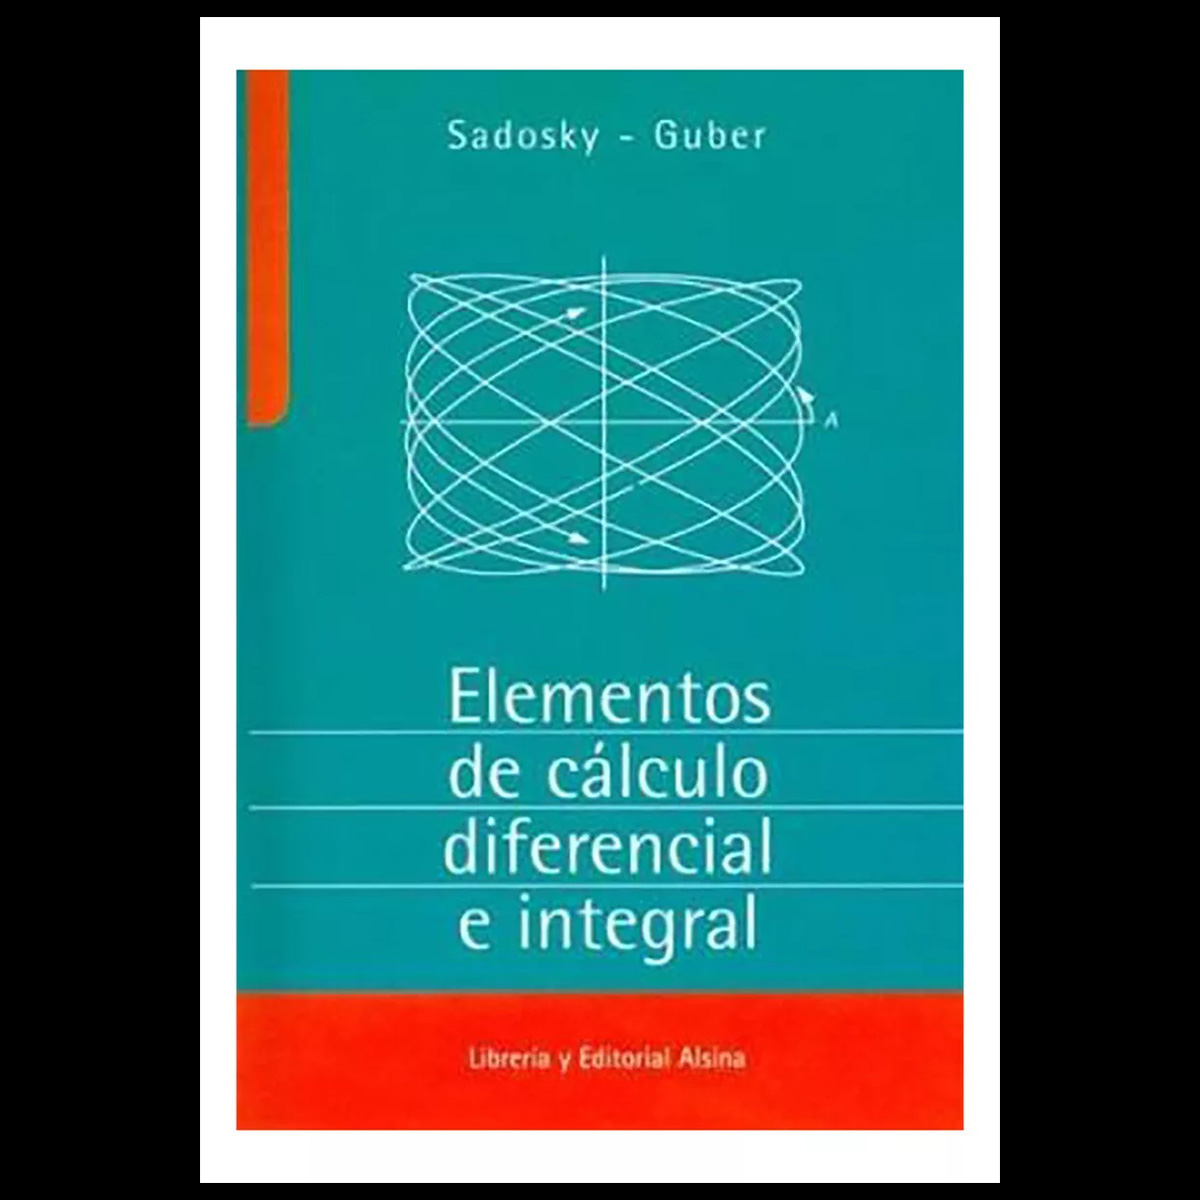 Sadosky - Guber
A
Elementos
de cálculo
diferencial
e integral
Librería y Editorial Alsina